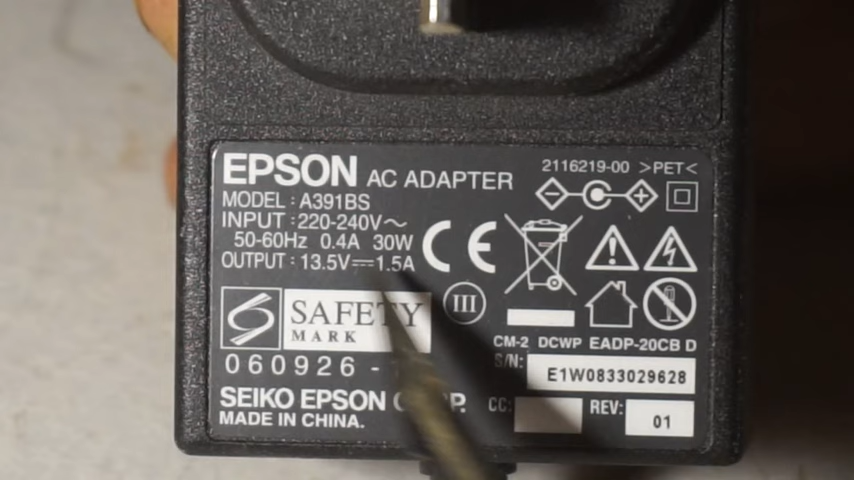 EPSON AC ADAPTER
2116219-00 >PET<
MODEL : A391BS
INPUT : 220-240V~
50-60Hz 0.4A 30W
OUTPUT : 13.5V⎓1.5A
CE
III
SAFETY
MARK
060926 -
CM-2 DCWP EADP-20CB D
S/N: E1W0833029628
SEIKO EPSON
MADE IN CHINA.
CC:
REV: 01